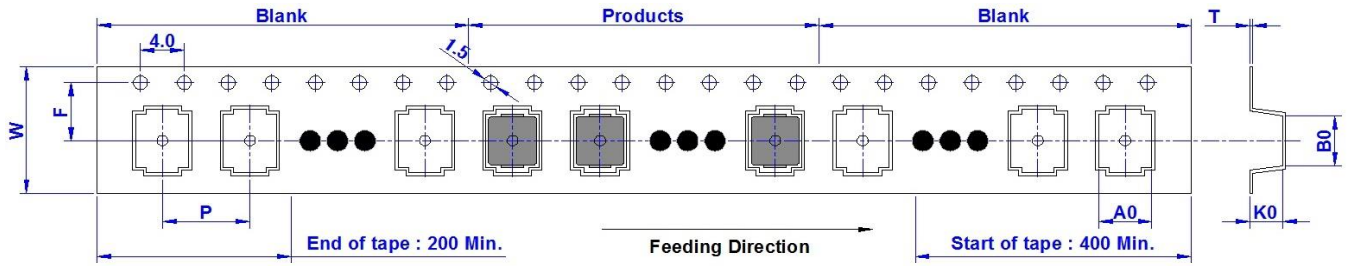 Blank
Products
Blank
T
4.0
1.5
F
W
B0
P
A0
K0
End of tape : 200 Min.
Feeding Direction
Start of tape : 400 Min.